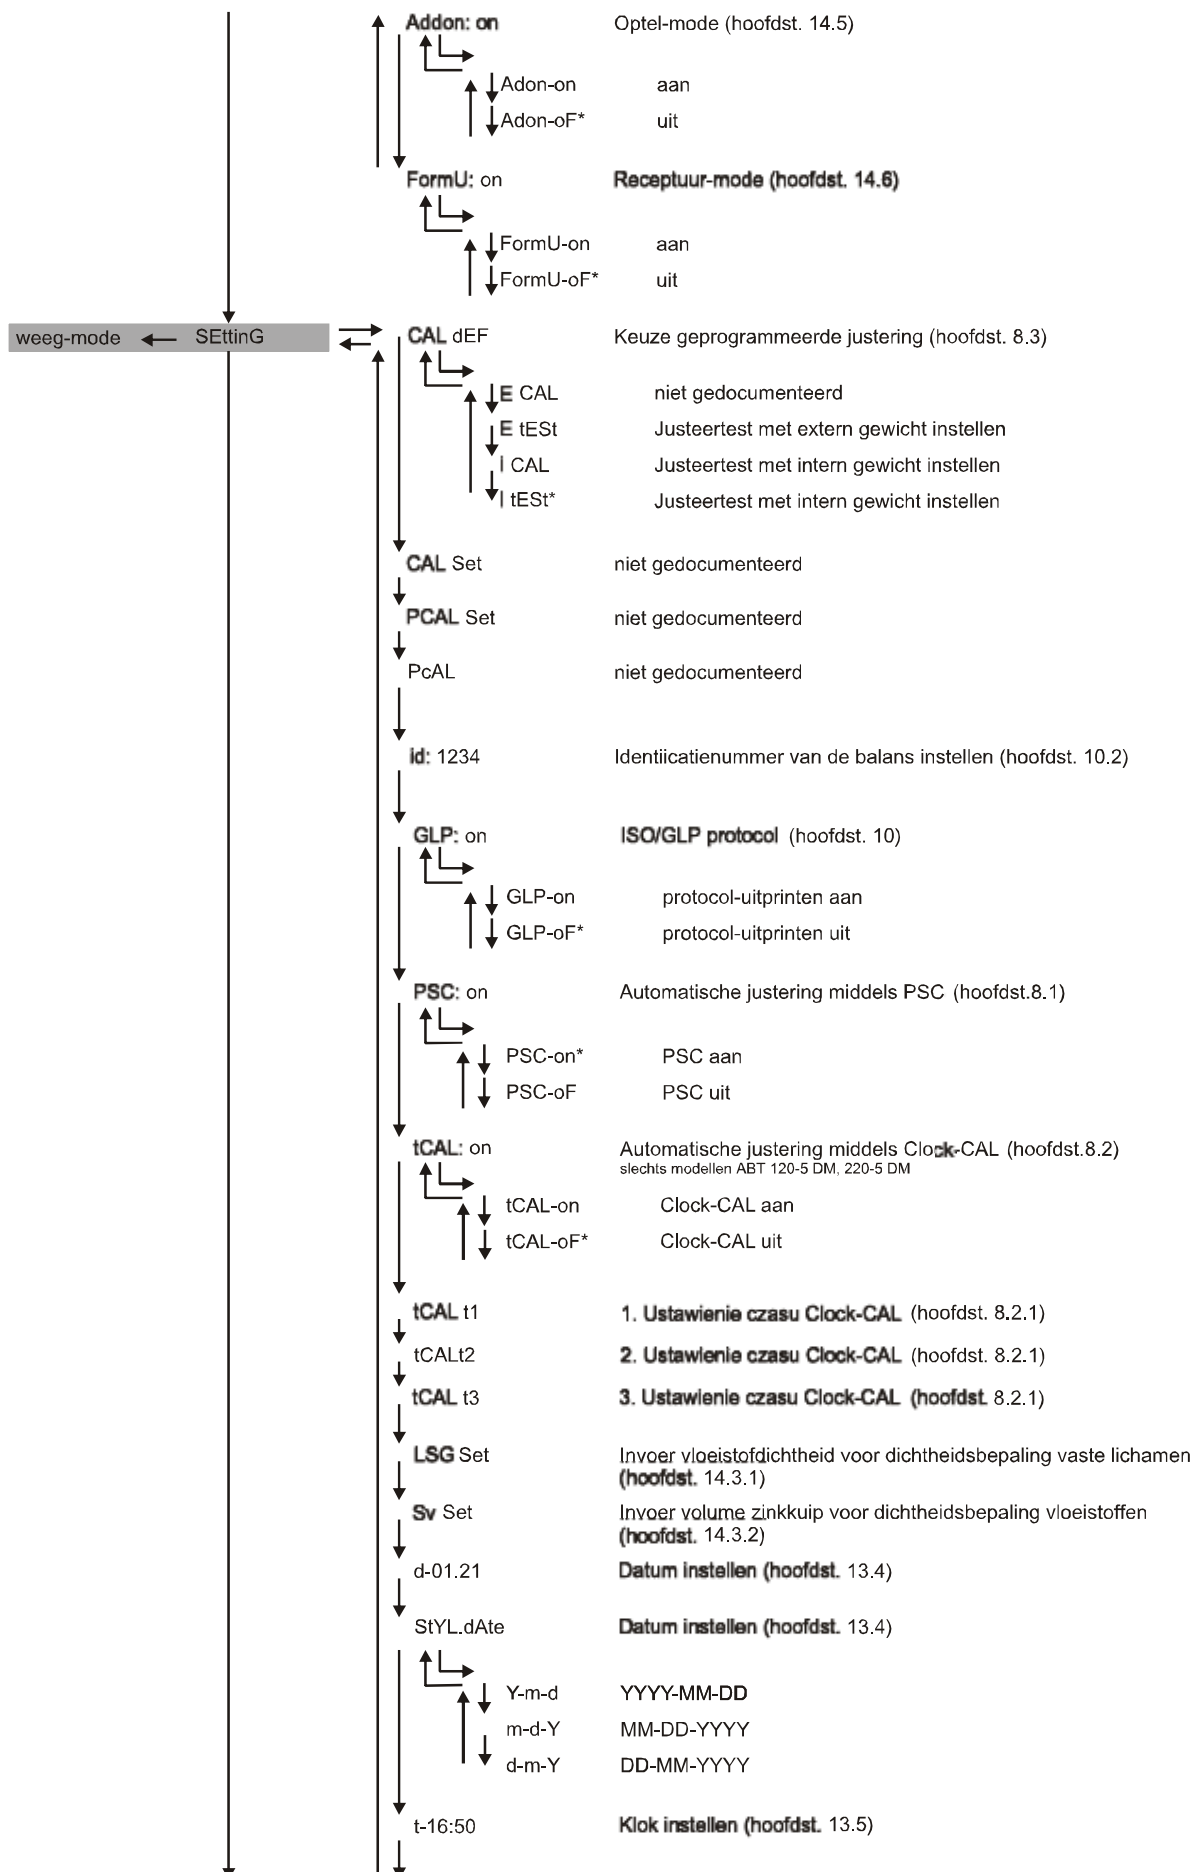 Addon: on Optel-mode (hoofdst. 14.5)
Adon-on aan
Adon-oF* uit
FormU: on Receptuur-mode (hoofdst. 14.6)
FormU-on aan
FormU-oF* uit
weeg-mode SEttinG CAL dEF Keuze geprogrammeerde justering (hoofdst. 8.3)
E CAL niet gedocumenteerd
E tESt Justeertest met extern gewicht instellen
I CAL Justeertest met intern gewicht instellen
I tESt* Justeertest met intern gewicht instellen
CAL Set niet gedocumenteerd
PCAL Set niet gedocumenteerd
PcAL niet gedocumenteerd
id: 1234 Identiicatienummer van de balans instellen (hoofdst. 10.2)
GLP: on ISO/GLP protocol (hoofdst. 10)
GLP-on protocol-uitprinten aan
GLP-oF* protocol-uitprinten uit
PSC: on Automatische justering middels PSC (hoofdst.8.1)
PSC-on* PSC aan
PSC-oF PSC uit
tCAL: on Automatische justering middels Clock-CAL (hoofdst.8.2)
slechts modellen ABT 120-5 DM, 220-5 DM
tCAL-on Clock-CAL aan
tCAL-oF* Clock-CAL uit
tCAL t1 1. Ustawienie czasu Clock-CAL (hoofdst. 8.2.1)
tCALt2 2. Ustawienie czasu Clock-CAL (hoofdst. 8.2.1)
tCAL t3 3. Ustawienie czasu Clock-CAL (hoofdst. 8.2.1)
LSG Set Invoer vloeistofdichtheid voor dichtheidsbepaling vaste lichamen
(hoofdst. 14.3.1)
Sv Set Invoer volume zinkkuip voor dichtheidsbepaling vloeistoffen
(hoofdst. 14.3.2)
d-01.21 Datum instellen (hoofdst. 13.4)
StYL.dAte Datum instellen (hoofdst. 13.4)
Y-m-d YYYY-MM-DD
m-d-Y MM-DD-YYYY
d-m-Y DD-MM-YYYY
t-16:50 Klok instellen (hoofdst. 13.5)